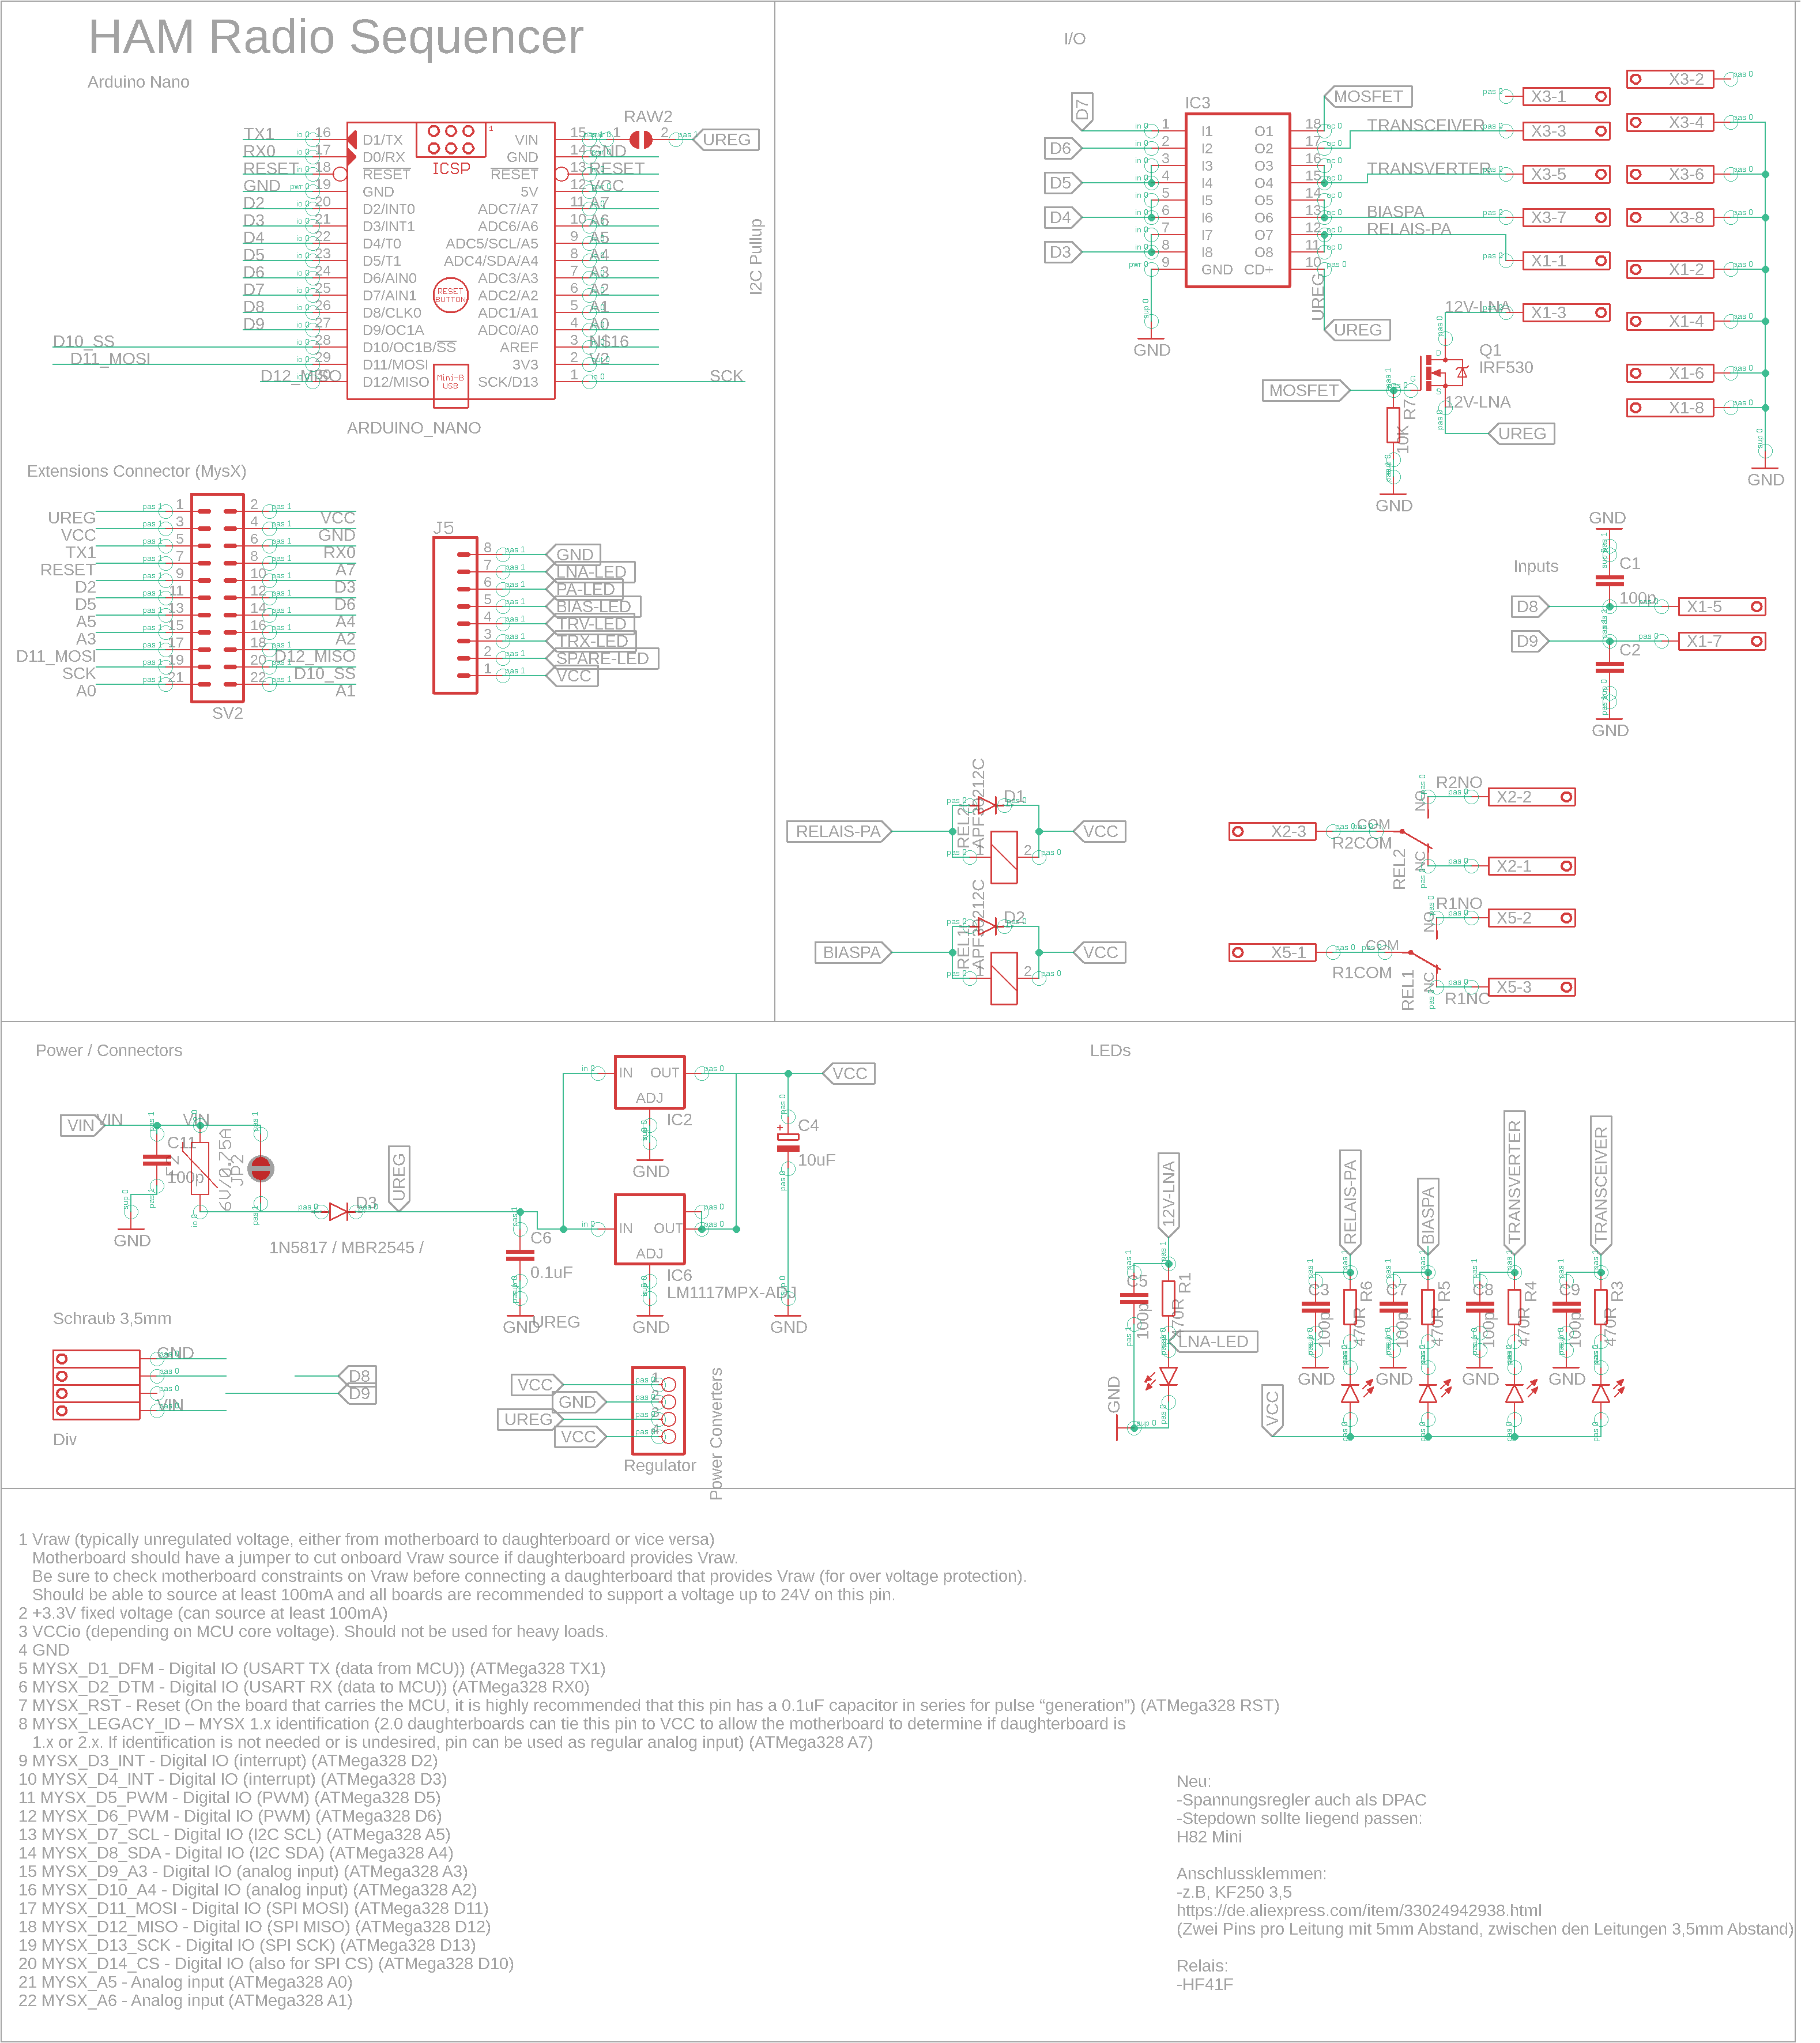 HAM Radio Sequencer
Arduino Nano
TX1 16 D1/TX VIN 15 1 RAW2 2 UREG
RX0 17 D0/RX GND 14 GND
RESET 18 RESET RESET 13 RESET
GND 19 GND 5V 12 VCC
D2 20 D2/INT0 ADC7/A7 11 A7
D3 21 D3/INT1 ADC6/A6 10 A6
D4 22 D4/T0 ADC5/SCL/A5 9 A5
D5 23 D5/T1 ADC4/SDA/A4 8 A4
D6 24 D6/AIN0 ADC3/A3 7 A3
D7 25 D7/AIN1 ADC2/A2 6 A2
D8 26 D8/CLK0 ADC1/A1 5 A1
D9 27 D9/OC1A ADC0/A0 4 A0
D10_SS 28 D10/OC1B/SS AREF 3 N$16
D11_MOSI 29 D11/MOSI 3V3 2 V2
D12_MISO 30 D12/MISO SCK/D13 1 SCK
1
ICSP
RESET
BUTTON
Mini-B
USB
ARDUINO_NANO
I2C Pullup
Extensions Connector (MysX)
UREG 1 2 VCC
VCC 3 4 GND
TX1 5 6 RX0
RESET 7 8 A7
D2 9 10 D3
D5 11 12 D6
A5 13 14 A4
A3 15 16 A2
D11_MOSI 17 18 D12_MISO
SCK 19 20 D10_SS
A0 21 22 A1
SV2
J5
8 GND
7 LNA-LED
6 PA-LED
5 BIAS-LED
4 TRV-LED
3 TRX-LED
2 SPARE-LED
1 VCC
I/O
IC3
D7 1 I1 O1 18 MOSFET
D6 2 I2 O2 17 TRANSCEIVER
3 I3 O3 16
D5 4 I4 O4 15 TRANSVERTER
5 I5 O5 14
D4 6 I6 O6 13 BIASPA
7 I7 O7 12 RELAIS-PA
D3 8 I8 O8 11
9 GND CD+ 10
GND
UREG
UREG
X3-1
X3-2
X3-3
X3-4
X3-5
X3-6
X3-7
X3-8
X1-1
X1-2
12V-LNA
X1-3
X1-4
Q1
IRF530
X1-6
MOSFET
12V-LNA
X1-8
R7
10K
UREG
GND
GND
GND
C1
100p
Inputs
D8
X1-5
D9
X1-7
C2
GND
RELAIS-PA
D1
REL2
1 2
VCC
BIASPA
D2
REL1
1 2
VCC
R2NO
NO
X2-2
X2-3
COM
R2COM
REL2
NC
X2-1
R1NO
NO
X5-2
X5-1
COM
R1COM
REL1
NC
R1NC
X5-3
Power / Connectors
VIN
VIN
VIN
C11
100p
6V/0.75A
JP2
GND
D3
1N5817 / MBR2545 /
UREG
C6
0.1uF
GND
UREG
IN OUT
ADJ
IC2
GND
VCC
C4
10uF
IN OUT
ADJ
IC6
LM1117MPX-ADJ
GND
GND
Schraub 3,5mm
GND
D8
D9
VIN
Div
VCC 1
GND 2
UREG 3
VCC 4
Regulator
Power Converters
LEDs
12V-LNA
C5
100p
R1
470R
LNA-LED
GND
VCC
RELAIS-PA
C3
100p
R6
470R
GND
BIASPA
C7
100p
R5
470R
GND
TRANSVERTER
C8
100p
R4
470R
GND
TRANSCEIVER
C9
100p
R3
470R
GND
1 Vraw (typically unregulated voltage, either from motherboard to daughterboard or vice versa)
Motherboard should have a jumper to cut onboard Vraw source if daughterboard provides Vraw.
Be sure to check motherboard constraints on Vraw before connecting a daughterboard that provides Vraw (for over voltage protection).
Should be able to source at least 100mA and all boards are recommended to support a voltage up to 24V on this pin.
2 +3.3V fixed voltage (can source at least 100mA)
3 VCCio (depending on MCU core voltage). Should not be used for heavy loads.
4 GND
5 MYSX_D1_DFM - Digital IO (USART TX (data from MCU)) (ATMega328 TX1)
6 MYSX_D2_DTM - Digital IO (USART RX (data to MCU)) (ATMega328 RX0)
7 MYSX_RST - Reset (On the board that carries the MCU, it is highly recommended that this pin has a 0.1uF capacitor in series for pulse “generation”) (ATMega328 RST)
8 MYSX_LEGACY_ID – MYSX 1.x identification (2.0 daughterboards can tie this pin to VCC to allow the motherboard to determine if daughterboard is
1.x or 2.x. If identification is not needed or is undesired, pin can be used as regular analog input) (ATMega328 A7)
9 MYSX_D3_INT - Digital IO (interrupt) (ATMega328 D2)
10 MYSX_D4_INT - Digital IO (interrupt) (ATMega328 D3)
11 MYSX_D5_PWM - Digital IO (PWM) (ATMega328 D5)
12 MYSX_D6_PWM - Digital IO (PWM) (ATMega328 D6)
13 MYSX_D7_SCL - Digital IO (I2C SCL) (ATMega328 A5)
14 MYSX_D8_SDA - Digital IO (I2C SDA) (ATMega328 A4)
15 MYSX_D9_A3 - Digital IO (analog input) (ATMega328 A3)
16 MYSX_D10_A4 - Digital IO (analog input) (ATMega328 A2)
17 MYSX_D11_MOSI - Digital IO (SPI MOSI) (ATMega328 D11)
18 MYSX_D12_MISO - Digital IO (SPI MISO) (ATMega328 D12)
19 MYSX_D13_SCK - Digital IO (SPI SCK) (ATMega328 D13)
20 MYSX_D14_CS - Digital IO (also for SPI CS) (ATMega328 D10)
21 MYSX_A5 - Analog input (ATMega328 A0)
22 MYSX_A6 - Analog input (ATMega328 A1)
Neu:
-Spannungsregler auch als DPAC
-Stepdown sollte liegend passen:
H82 Mini
Anschlussklemmen:
-z.B, KF250 3,5
https://de.aliexpress.com/item/33024942938.html
(Zwei Pins pro Leitung mit 5mm Abstand, zwischen den Leitungen 3,5mm Abstand)
Relais:
-HF41F